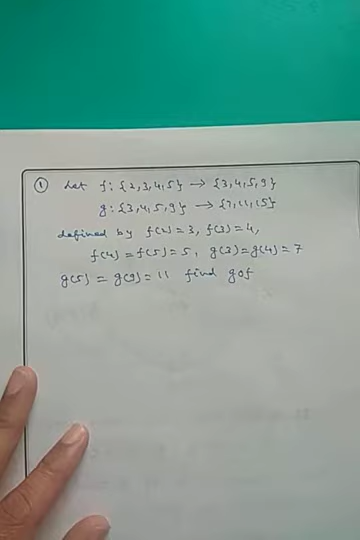 ① Let f: {2,3,4,5} → {3,4,5,9}
g: {3,4,5,9} → {7,11,15}
defined by f(2)=3, f(3)=4,
f(4) = f(5) = 5, g(3)=g(4) = 7
g(5) = g(9) = 11 find gof